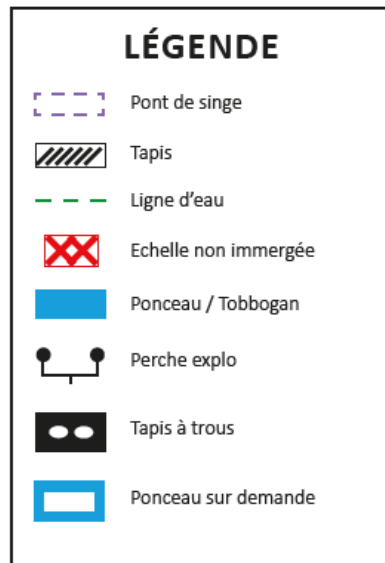 LÉGENDE
Pont de singe
Tapis
Ligne d'eau
Echelle non immergée
Ponceau / Tobbogan
Perche explo
Tapis à trous
Ponceau sur demande